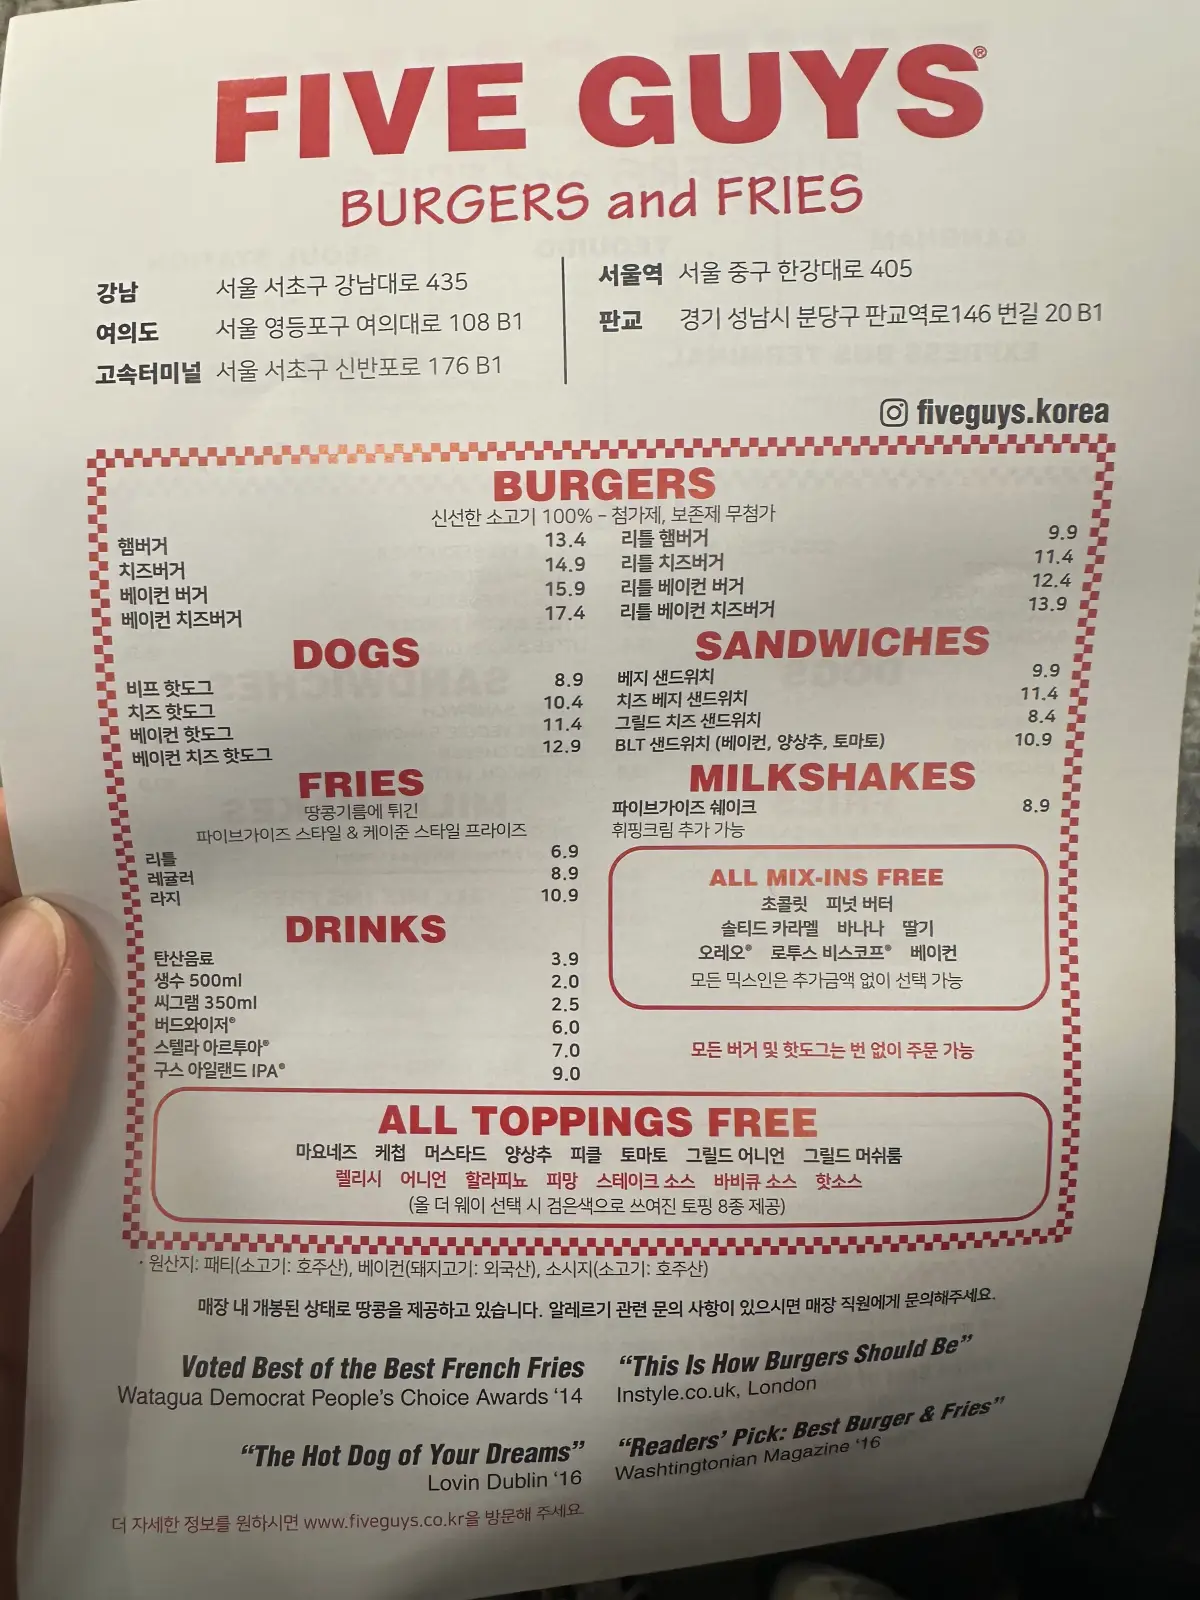 FIVE GUYS®
BURGERS and FRIES
강남 서울 서초구 강남대로 435
여의도 서울 영등포구 여의대로 108 B1
고속터미널 서울 서초구 신반포로 176 B1
서울역 서울 중구 한강대로 405
판교 경기 성남시 분당구 판교역로146 번길 20 B1
fiveguys.korea
BURGERS
신선한 소고기 100% - 첨가제, 보존제 무첨가
햄버거 13.4
치즈버거 14.9
베이컨 버거 15.9
베이컨 치즈버거 17.4
리틀 햄버거 9.9
리틀 치즈버거 11.4
리틀 베이컨 버거 12.4
리틀 베이컨 치즈버거 13.9
DOGS
비프 핫도그 8.9
치즈 핫도그 10.4
베이컨 핫도그 11.4
베이컨 치즈 핫도그 12.9
SANDWICHES
베지 샌드위치 9.9
치즈 베지 샌드위치 11.4
그릴드 치즈 샌드위치 8.4
BLT 샌드위치 (베이컨, 양상추, 토마토) 10.9
FRIES
땅콩기름에 튀긴
파이브가이즈 스타일 & 케이준 스타일 프라이즈
리틀 6.9
레귤러 8.9
라지 10.9
MILKSHAKES
파이브가이즈 쉐이크 8.9
휘핑크림 추가 가능
ALL MIX-INS FREE
초콜릿 피넛 버터
솔티드 카라멜 바나나 딸기
오레오® 로투스 비스코프® 베이컨
모든 믹스인은 추가금액 없이 선택 가능
DRINKS
탄산음료 3.9
생수 500ml 2.0
씨그램 350ml 2.5
버드와이저® 6.0
스텔라 아르투아® 7.0
구스 아일랜드 IPA® 9.0
모든 버거 및 핫도그는 번 없이 주문 가능
ALL TOPPINGS FREE
마요네즈 케첩 머스타드 양상추 피클 토마토 그릴드 어니언 그릴드 머쉬룸
렐리시 어니언 할라피뇨 피망 스테이크 소스 바비큐 소스 핫소스
(올 더 웨이 선택 시 검은색으로 쓰여진 토핑 8종 제공)
· 원산지: 패티(소고기: 호주산), 베이컨(돼지고기: 외국산), 소시지(소고기: 호주산)
매장 내 개봉된 상태로 땅콩을 제공하고 있습니다. 알레르기 관련 문의 사항이 있으시면 매장 직원에게 문의해주세요.
Voted Best of the Best French Fries
Watagua Democrat People's Choice Awards '14
"The Hot Dog of Your Dreams"
Lovin Dublin '16
"This Is How Burgers Should Be"
Instyle.co.uk, London
"Readers' Pick: Best Burger & Fries"
Washtingtonian Magazine '16
더 자세한 정보를 원하시면 www.fiveguys.co.kr을 방문해 주세요.